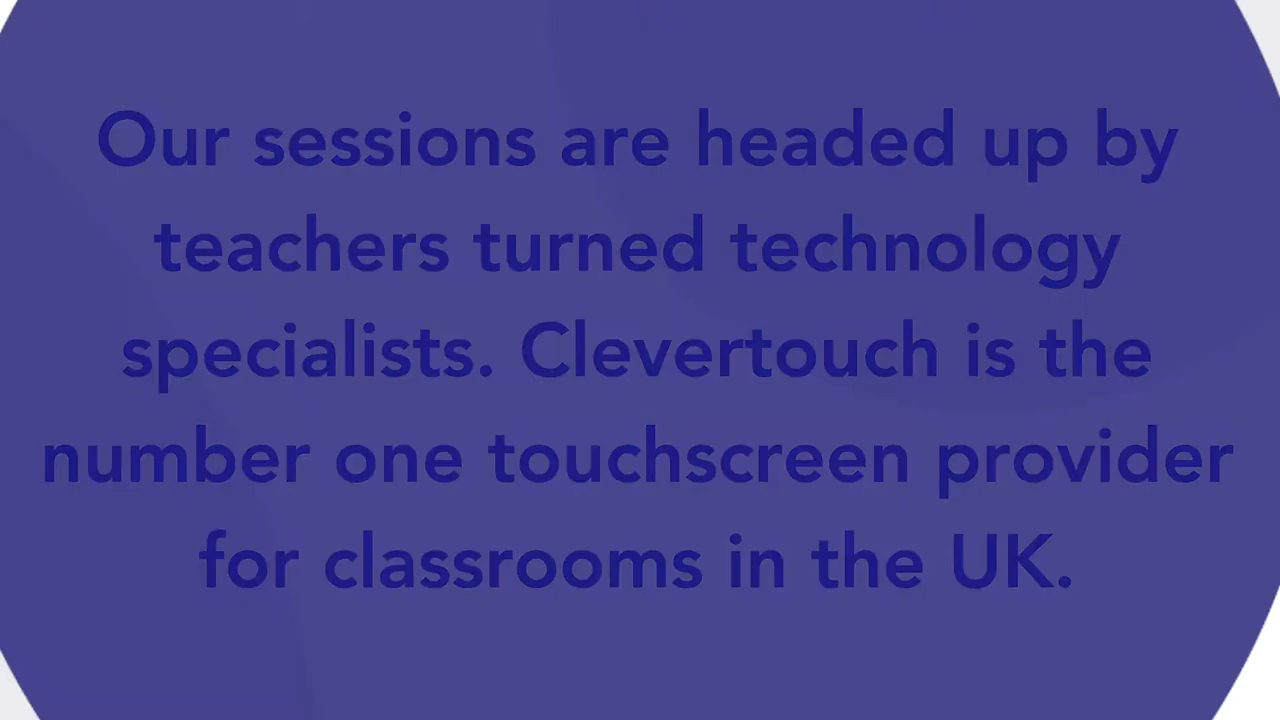 Our sessions are headed up by
teachers turned technology
specialists. Clevertouch is the
number one touchscreen provider
for classrooms in the UK.